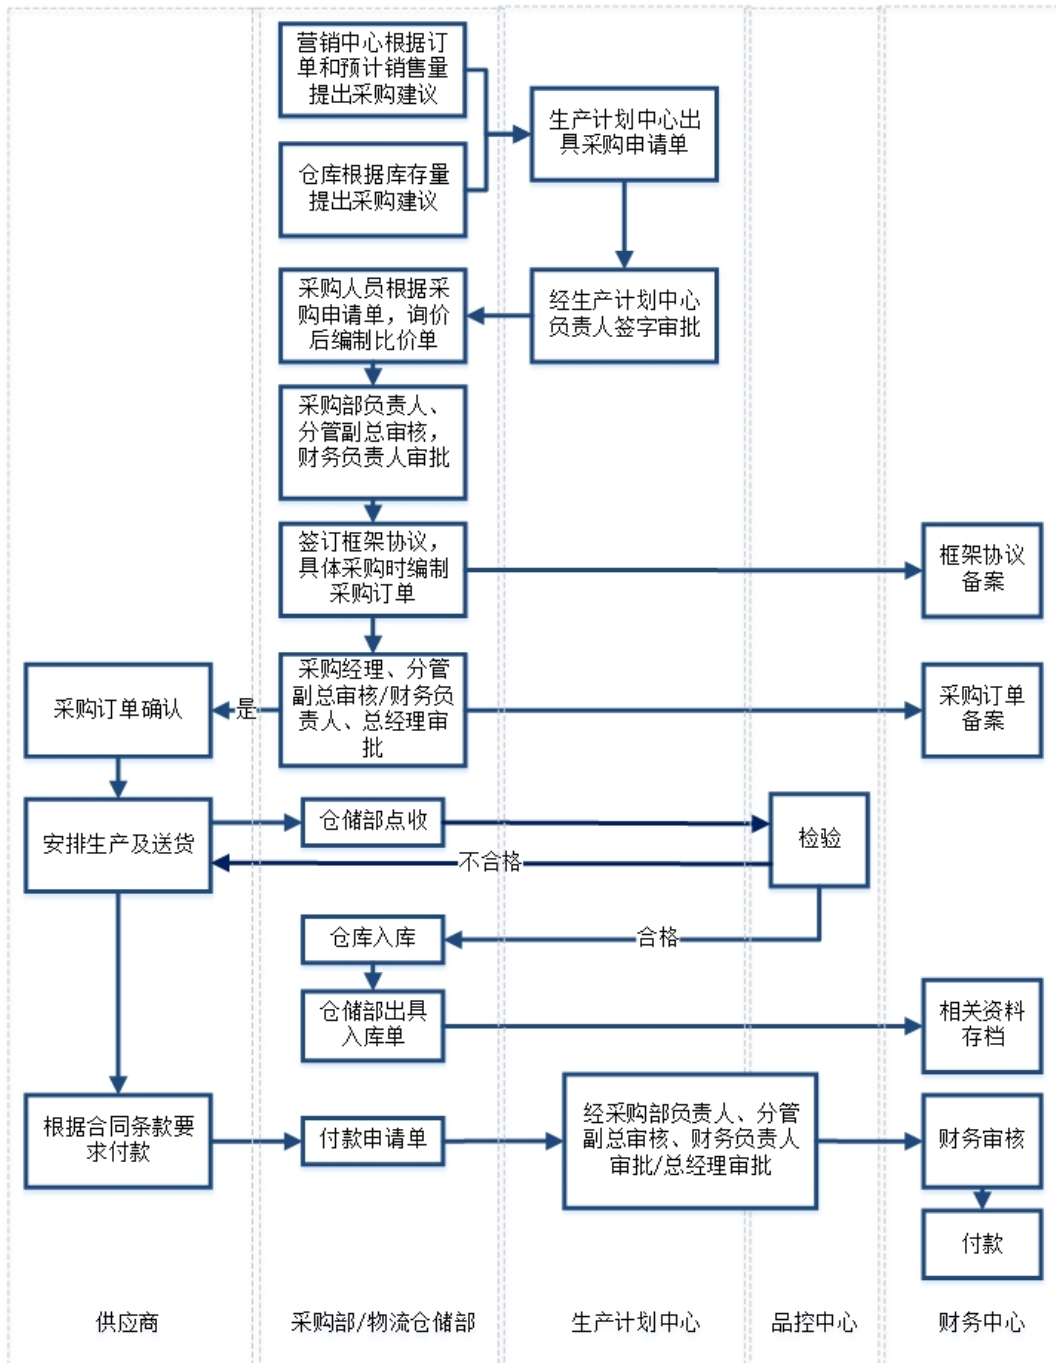 营销中心根据订
单和预计销售量
提出采购建议
生产计划中心出
具采购申请单
仓库根据库存量
提出采购建议
采购人员根据采
购申请单，询价
后编制比价单
经生产计划中心
负责人签字审批
采购部负责人、
分管副总审核，
财务负责人审批
签订框架协议，
具体采购时编制
采购订单
框架协议
备案
采购订单确认
是
采购经理、分管
副总审核/财务负
责人、总经理审
批
采购订单
备案
安排生产及送货
仓储部点收
检验
不合格
仓库入库
合格
仓储部出具
入库单
相关资料
存档
根据合同条款要
求付款
付款申请单
经采购部负责人、分管
副总审核、财务负责人
审批/总经理审批
财务审核
付款
供应商
采购部/物流仓储部
生产计划中心
品控中心
财务中心